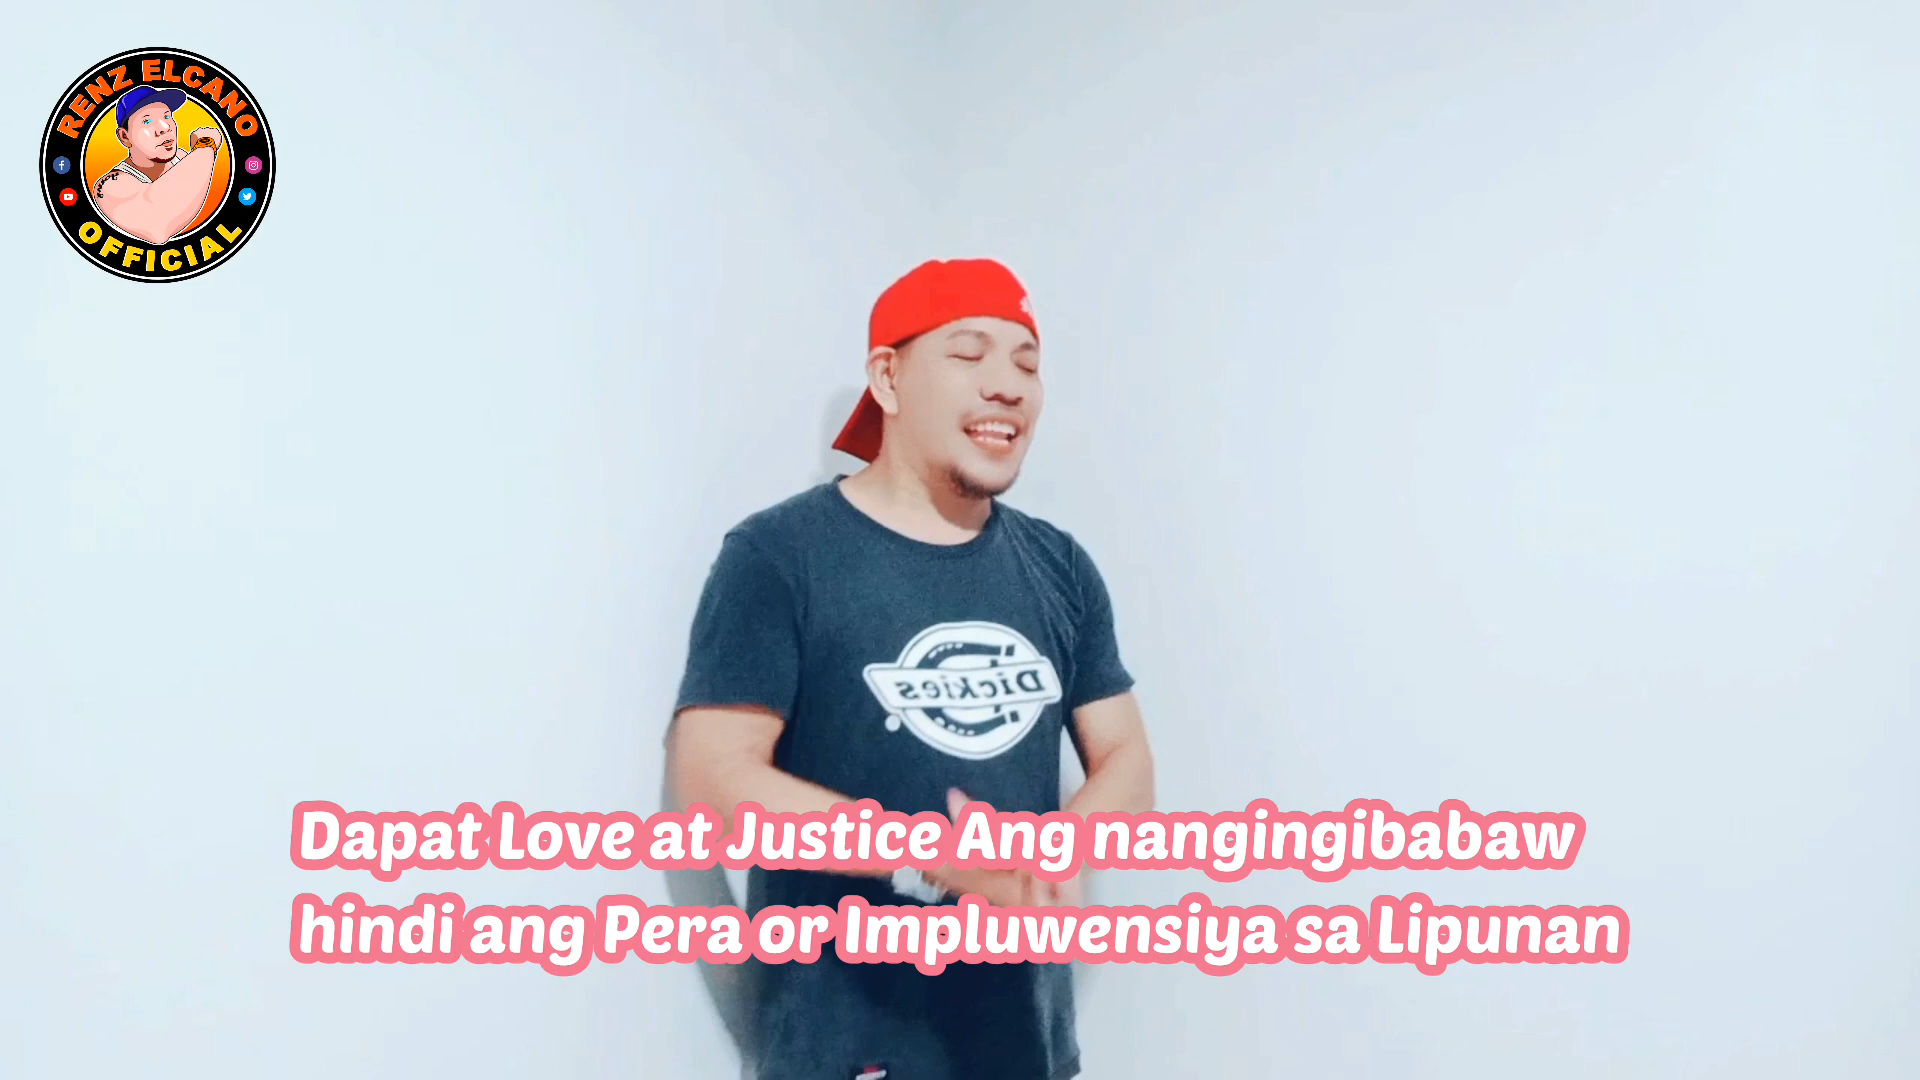 RENZ ELCANO
OFFICIAL
Dickies
Dapat Love at Justice Ang nangingibabaw
hindi ang Pera or Impluwensiya sa Lipunan